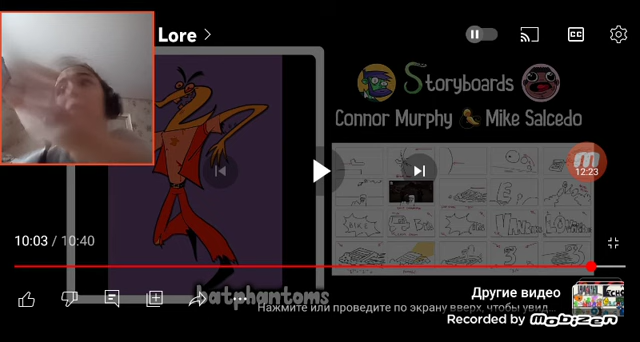 Lore
CC
Storyboards
Connor Murphy Mike Salcedo
12:23
10:03 / 10:40
batphantoms
Другие видео
Нажмите или проведите по экрану вверх, чтобы увид...
Recorded by MOBIZEN